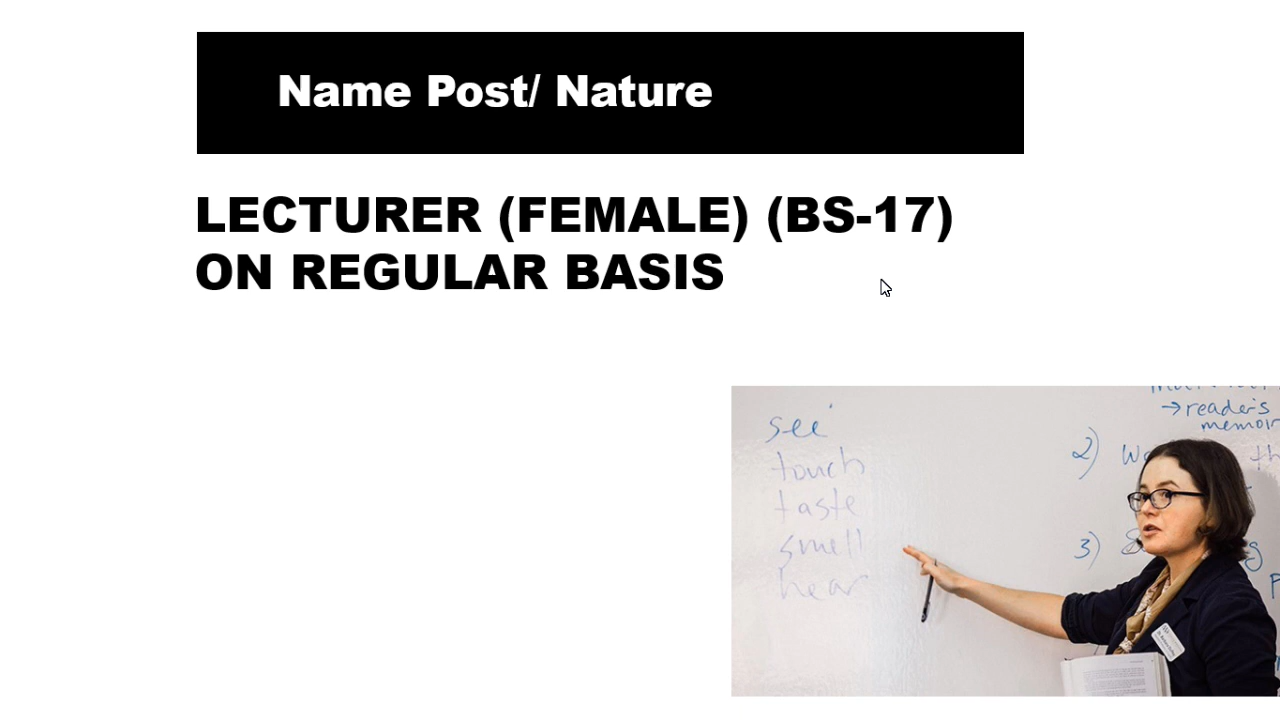 Name Post/ Nature
LECTURER (FEMALE) (BS-17)
ON REGULAR BASIS
see
touch
taste
smell
hear
→reader's
memoir
2)
3)